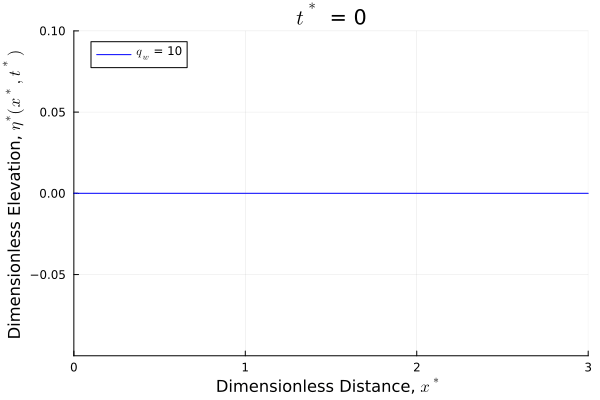 t* = 0
Dimensionless Elevation, η*(x*, t*)
0.10
0.05
0.00
−0.05
q_w = 10
0
1
2
3
Dimensionless Distance, x*